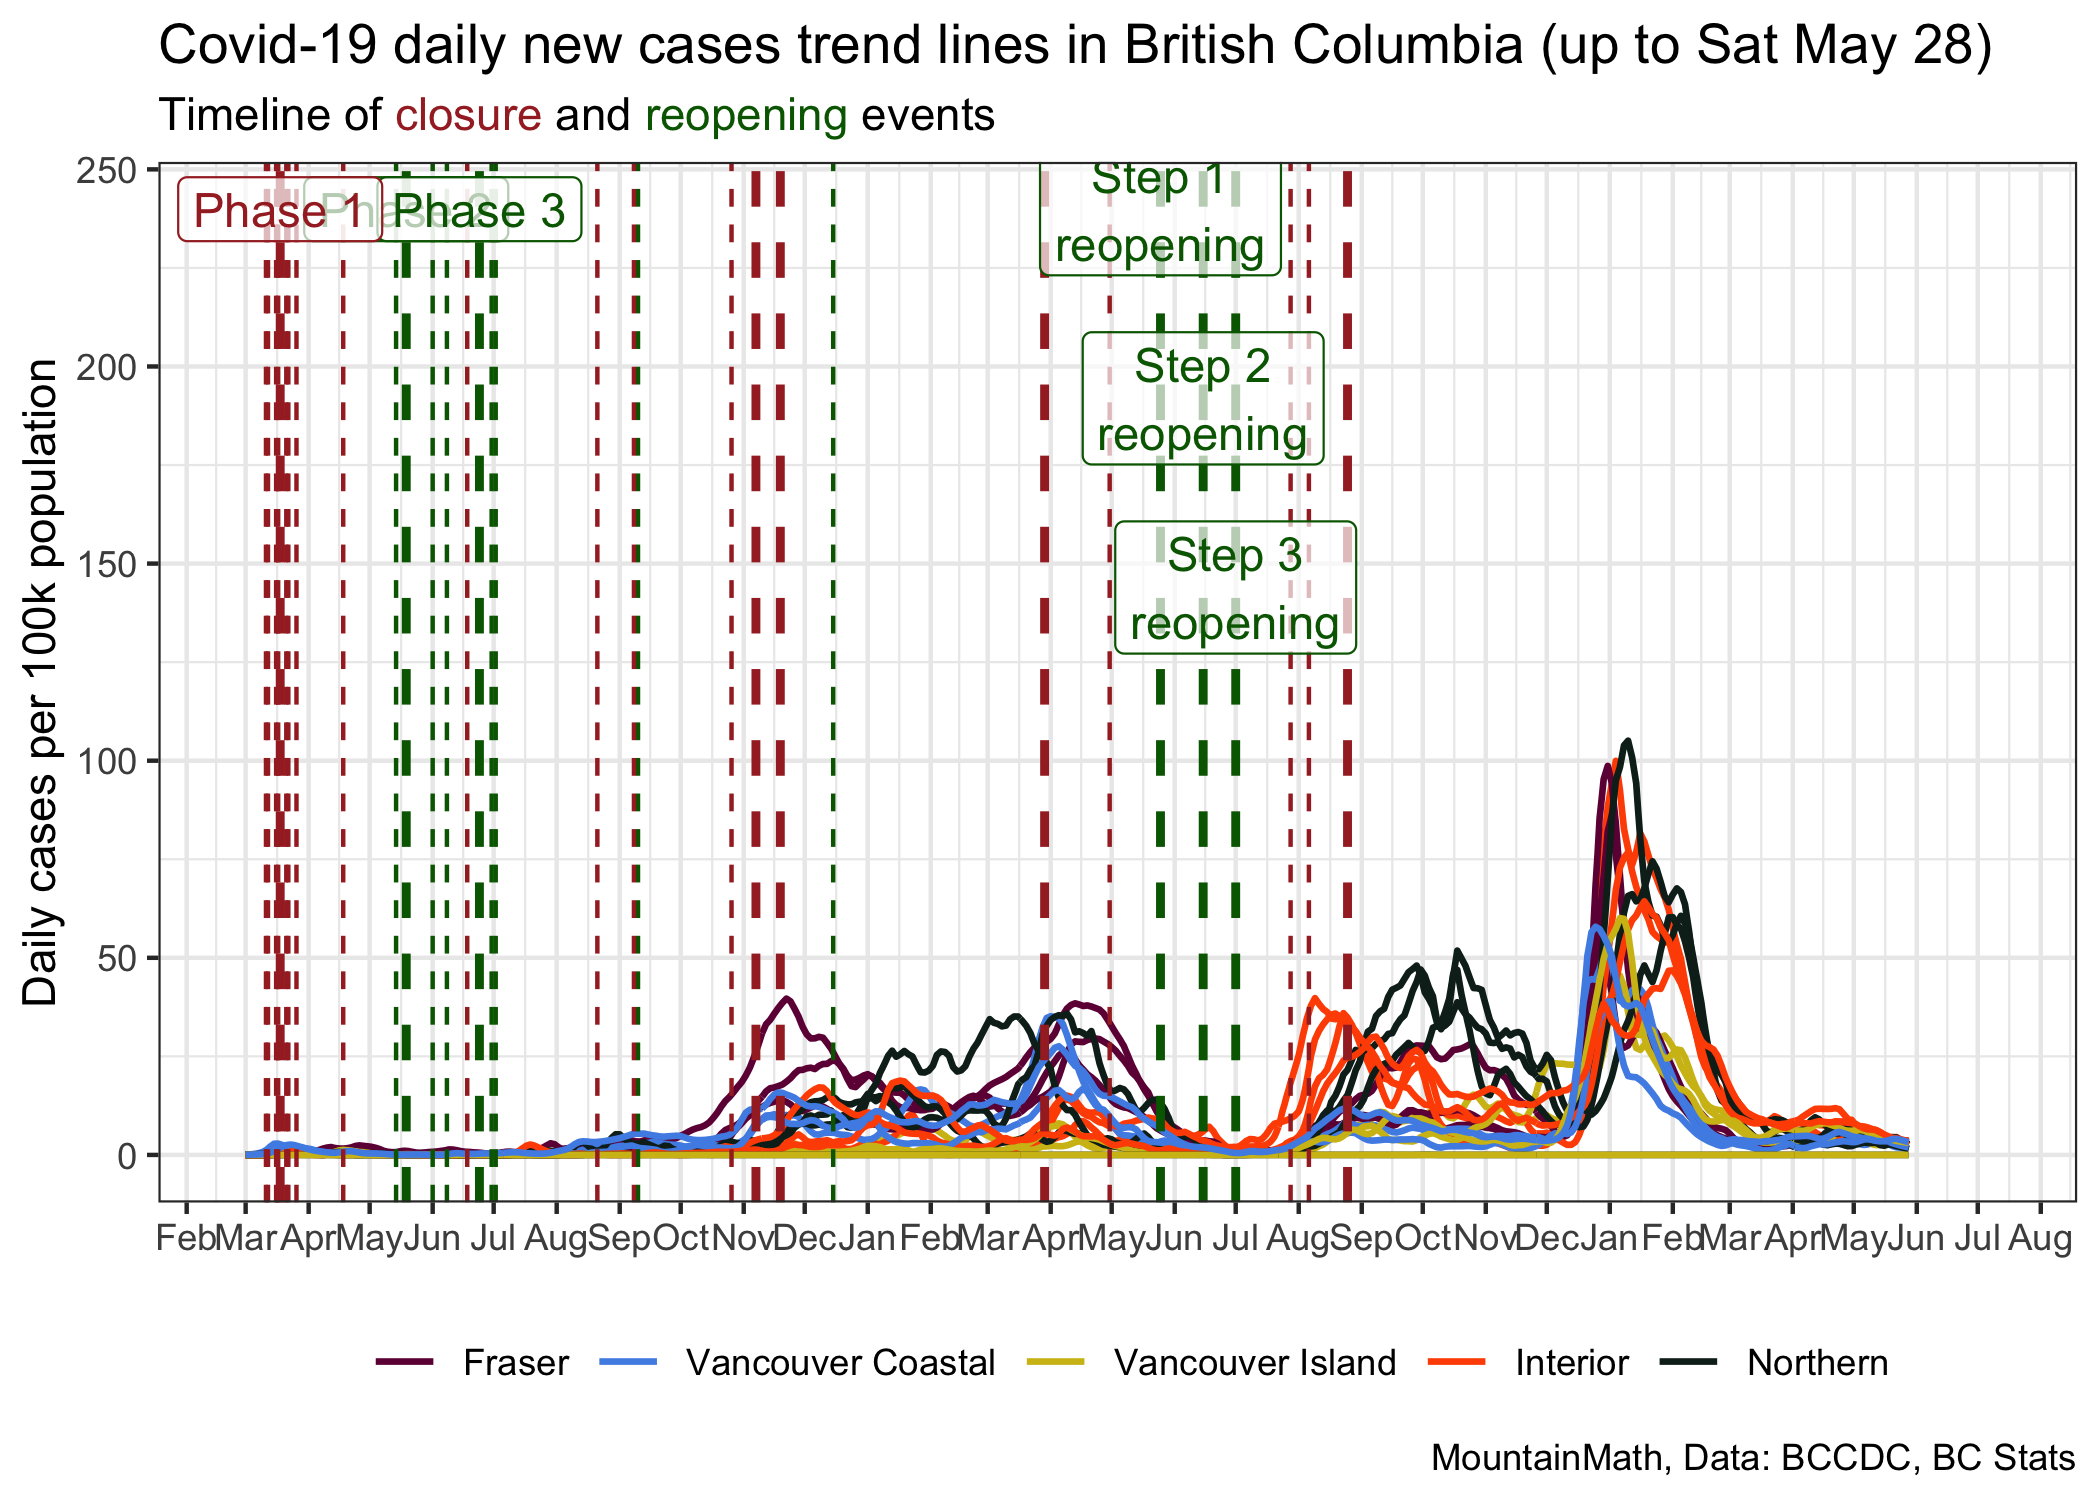 Covid-19 daily new cases trend lines in British Columbia (up to Sat May 28)
Timeline of closure and reopening events
Daily cases per 100k population
250
200
150
100
50
0
Phase 1
Phase 2
Phase 3
Step 1
reopening
Step 2
reopening
Step 3
reopening
Feb Mar Apr May Jun Jul Aug Sep Oct Nov Dec Jan Feb Mar Apr May Jun Jul Aug Sep Oct Nov Dec Jan Feb Mar Apr May Jun Jul Aug
Fraser Vancouver Coastal Vancouver Island Interior Northern
MountainMath, Data: BCCDC, BC Stats